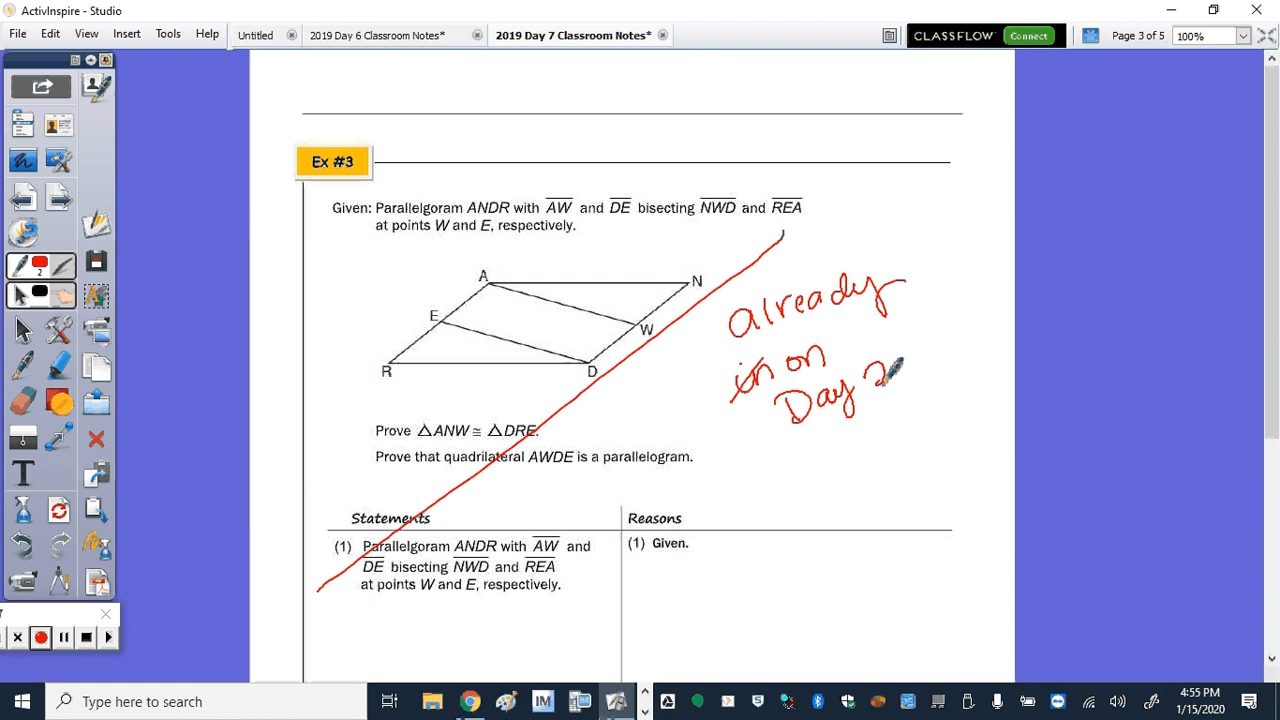 ActivInspire - Studio
File Edit View Insert Tools Help Untitled 2019 Day 6 Classroom Notes* 2019 Day 7 Classroom Notes* CLASSFLOW Connect Page 3 of 5 100%
Ex #3
Given: Parallelgoram ANDR with AW and DE bisecting NWD and REA
at points W and E, respectively.
A N
E W
R D
already
in on
Day 2
Prove △ANW ≅ △DRE.
Prove that quadrilateral AWDE is a parallelogram.
Statements Reasons
(1) Parallelgoram ANDR with AW and (1) Given.
DE bisecting NWD and REA
at points W and E, respectively.
2
T
Type here to search
IM
4:55 PM
1/15/2020